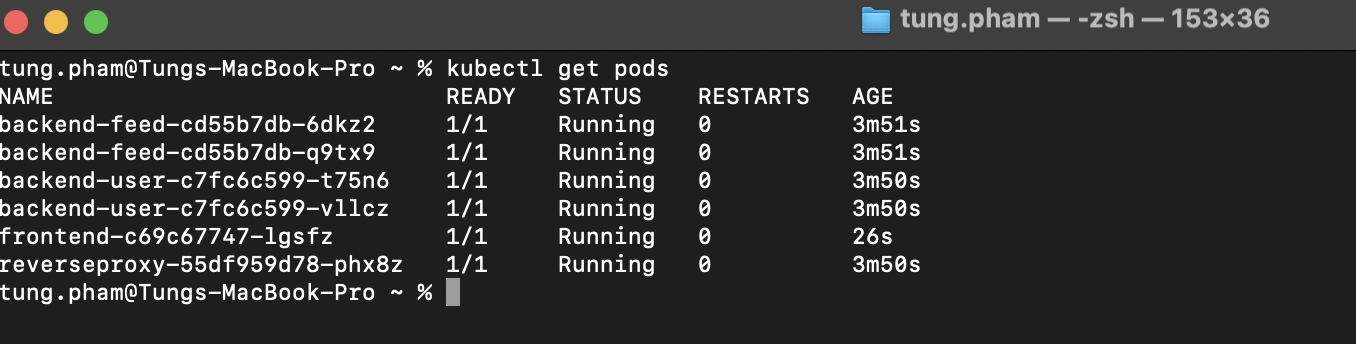 tung.pham — -zsh — 153×36
tung.pham@Tungs-MacBook-Pro ~ % kubectl get pods
NAME READY STATUS RESTARTS AGE
backend-feed-cd55b7db-6dkz2 1/1 Running 0 3m51s
backend-feed-cd55b7db-q9tx9 1/1 Running 0 3m51s
backend-user-c7fc6c599-t75n6 1/1 Running 0 3m50s
backend-user-c7fc6c599-vllcz 1/1 Running 0 3m50s
frontend-c69c67747-lgsfz 1/1 Running 0 26s
reverseproxy-55df959d78-phx8z 1/1 Running 0 3m50s
tung.pham@Tungs-MacBook-Pro ~ %